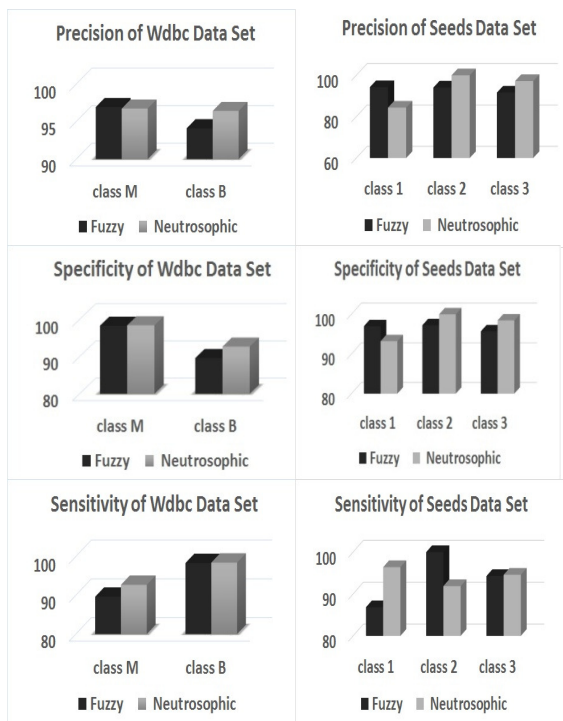 Precision of Wdbc Data Set
100
95
90
class M class B
Fuzzy Neutrosophic
Precision of Seeds Data Set
100
80
60
class 1 class 2 class 3
Fuzzy Neutrosophic
Specificity of Wdbc Data Set
100
90
80
class M class B
Fuzzy Neutrosophic
Specificity of Seeds Data Set
100
90
80
class 1 class 2 class 3
Fuzzy Neutrosophic
Sensitivity of Wdbc Data Set
100
90
80
class M class B
Fuzzy Neutrosophic
Sensitivity of Seeds Data Set
100
90
80
class 1 class 2 class 3
Fuzzy Neutrosophic